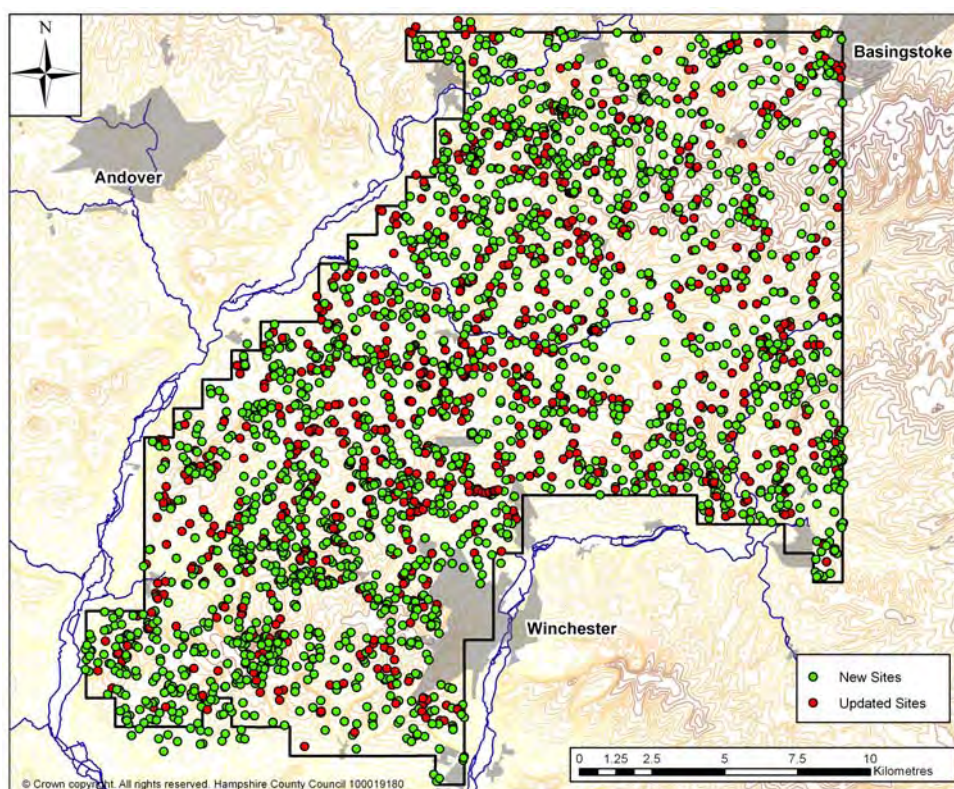 N
Basingstoke
Andover
Winchester
New Sites
Updated Sites
0 1.25 2.5 5 7.5 10
Kilometres
© Crown copyright. All rights reserved. Hampshire County Council 100019180